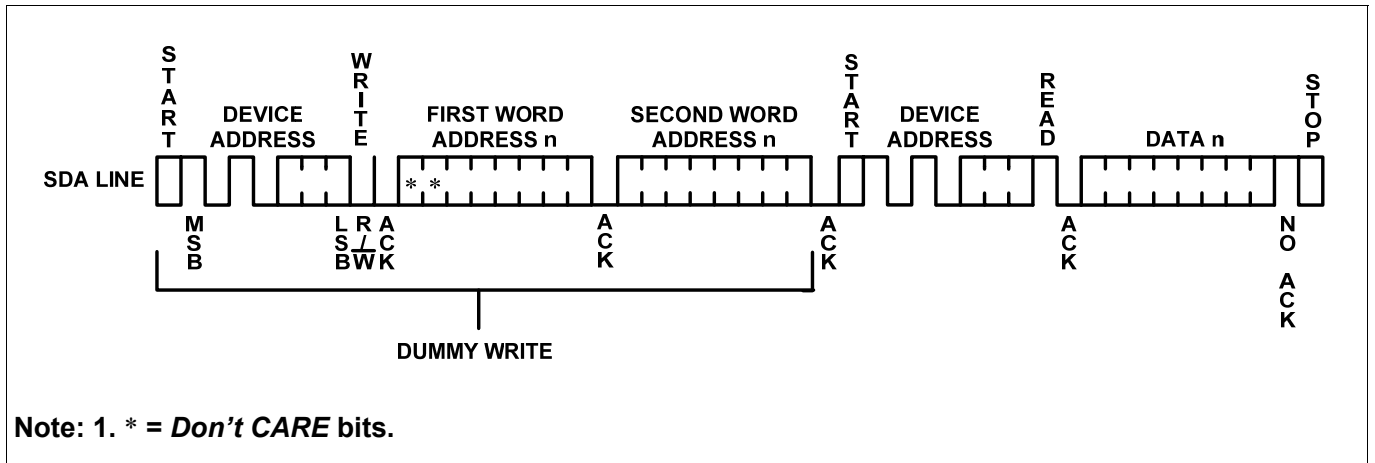 START
WRITE
START
READ
STOP
DEVICE ADDRESS
FIRST WORD ADDRESS n
SECOND WORD ADDRESS n
DEVICE ADDRESS
DATA n
SDA LINE
* *
MSB
LSB
R/W
ACK
ACK
ACK
ACK
NO ACK
DUMMY WRITE
Note: 1. * = Don't CARE bits.